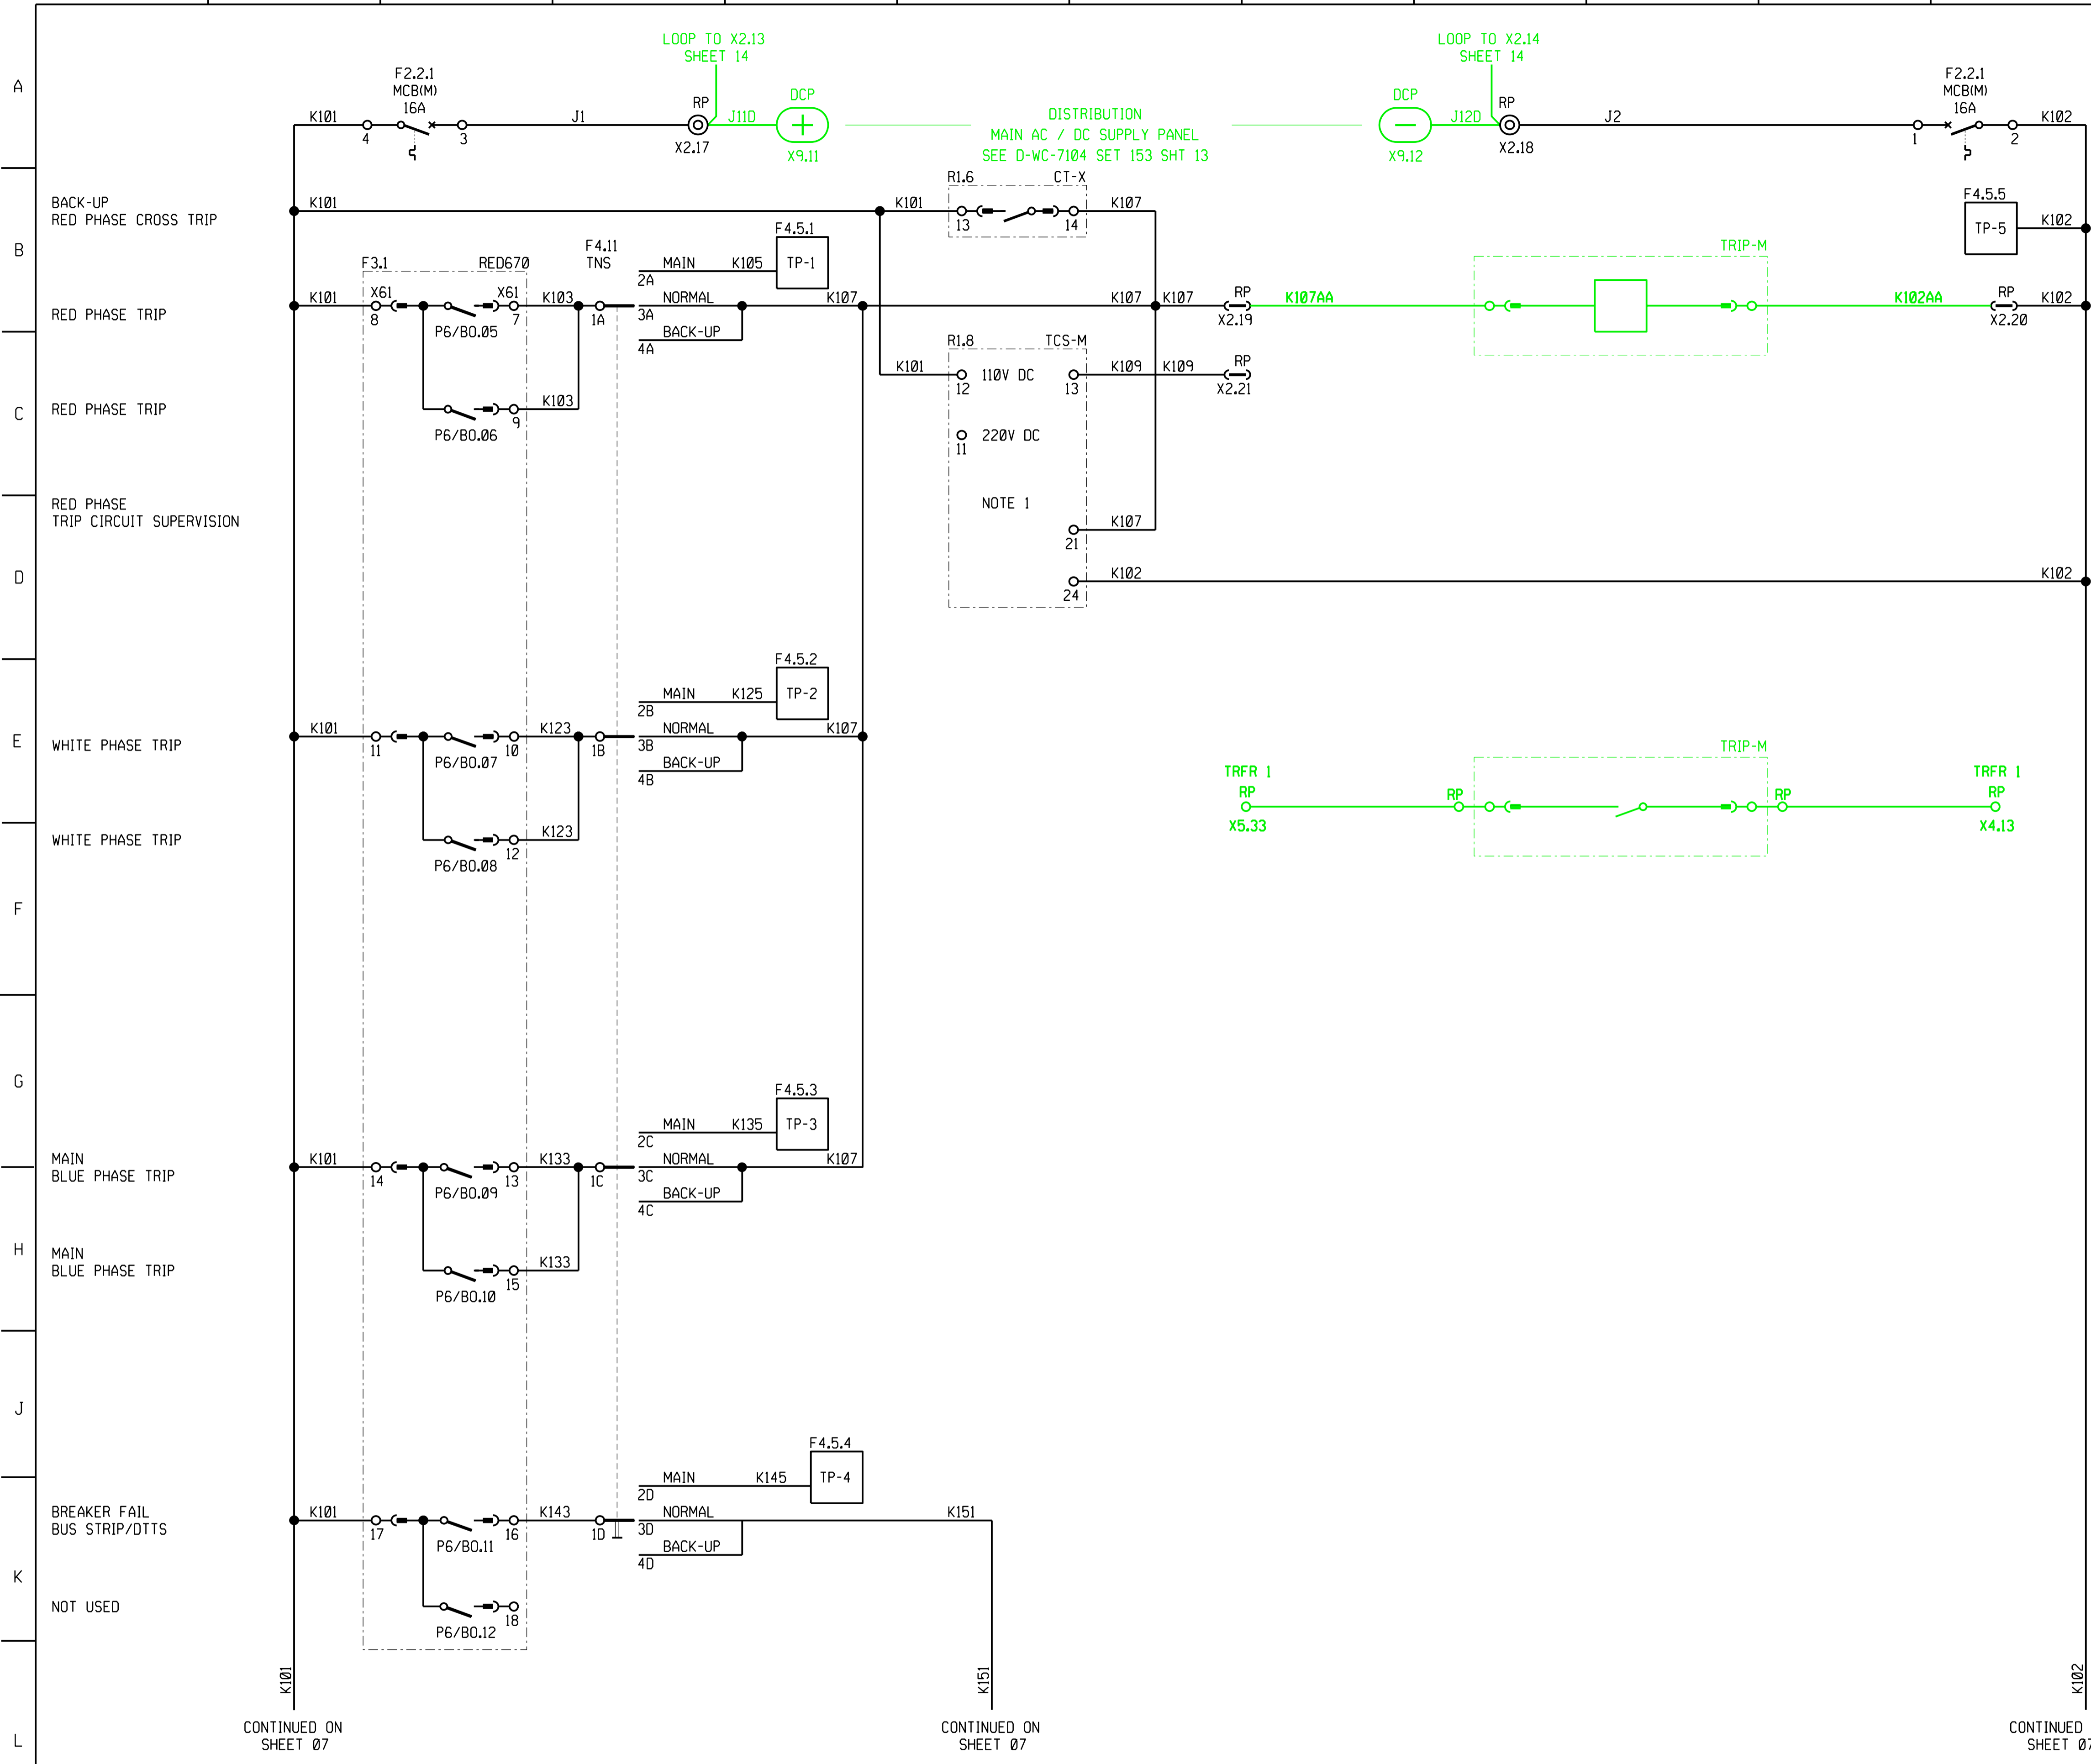 LOOP TO X2.13
SHEET 14
LOOP TO X2.14
SHEET 14
A
F2.2.1
MCB(M)
16A
K101
4
3
J1
RP
X2.17
J11D
DCP
+
X9.11
DISTRIBUTION
MAIN AC / DC SUPPLY PANEL
SEE D-WC-7104 SET 153 SHT 13
DCP
X9.12
J12D
RP
X2.18
J2
F2.2.1
MCB(M)
16A
1
2
K102
B
BACK-UP
RED PHASE CROSS TRIP
K101
K101
R1.6
CT-X
13
14
K107
F4.5.5
TP-5
K102
F4.5.1
TP-1
F4.11
TNS
MAIN
K105
2A
F3.1
RED670
RED PHASE TRIP
K101
X61
8
P6/BO.05
X61
7
K103
1A
NORMAL
3A
BACK-UP
4A
K107
K107
K107
RP
X2.19
K107AA
TRIP-M
K102AA
RP
X2.20
K102
R1.8
TCS-M
K101
12
110V DC
13
K109
K109
RP
X2.21
C
RED PHASE TRIP
P6/BO.06
9
K103
11
220V DC
RED PHASE
TRIP CIRCUIT SUPERVISION
NOTE 1
21
K107
D
24
K102
K102
F4.5.2
TP-2
MAIN
K125
2B
E
WHITE PHASE TRIP
K101
11
P6/BO.07
10
K123
1B
NORMAL
3B
BACK-UP
4B
K107
TRIP-M
TRFR 1
RP
X5.33
RP
RP
TRFR 1
RP
X4.13
WHITE PHASE TRIP
P6/BO.08
12
K123
F
G
F4.5.3
TP-3
MAIN
K135
2C
MAIN
BLUE PHASE TRIP
K101
14
P6/BO.09
13
K133
1C
NORMAL
3C
BACK-UP
4C
K107
H
MAIN
BLUE PHASE TRIP
P6/BO.10
15
K133
J
F4.5.4
TP-4
MAIN
K145
2D
BREAKER FAIL
BUS STRIP/DTTS
K101
17
P6/BO.11
16
K143
1D
NORMAL
3D
BACK-UP
4D
K151
K
NOT USED
P6/BO.12
18
K101
K151
K102
L
CONTINUED ON
SHEET 07
CONTINUED ON
SHEET 07
CONTINUED
SHEET 07